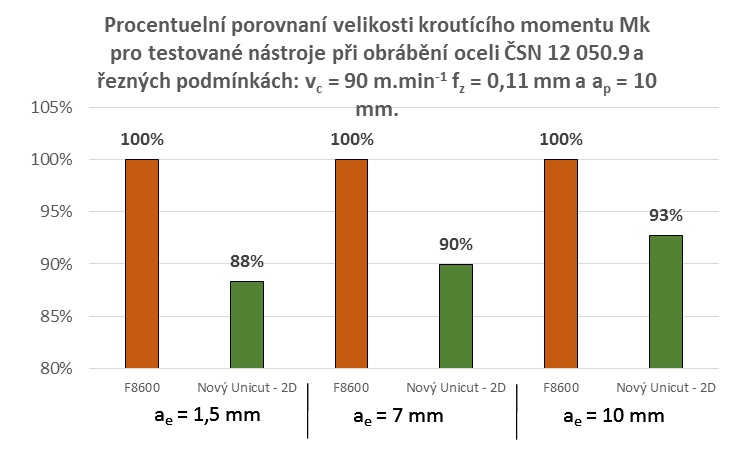 Procentuelní porovnaní velikosti kroutícího momentu Mk
pro testované nástroje při obrábění oceli ČSN 12 050.9 a
řezných podmínkách: vc = 90 m.min-1 fz = 0,11 mm a ap = 10
mm.
105%
100%
95%
90%
85%
80%
100%
88%
100%
90%
100%
93%
F8600
Nový Unicut - 2D
F8600
Nový Unicut - 2D
F8600
Nový Unicut - 2D
ae = 1,5 mm
ae = 7 mm
ae = 10 mm